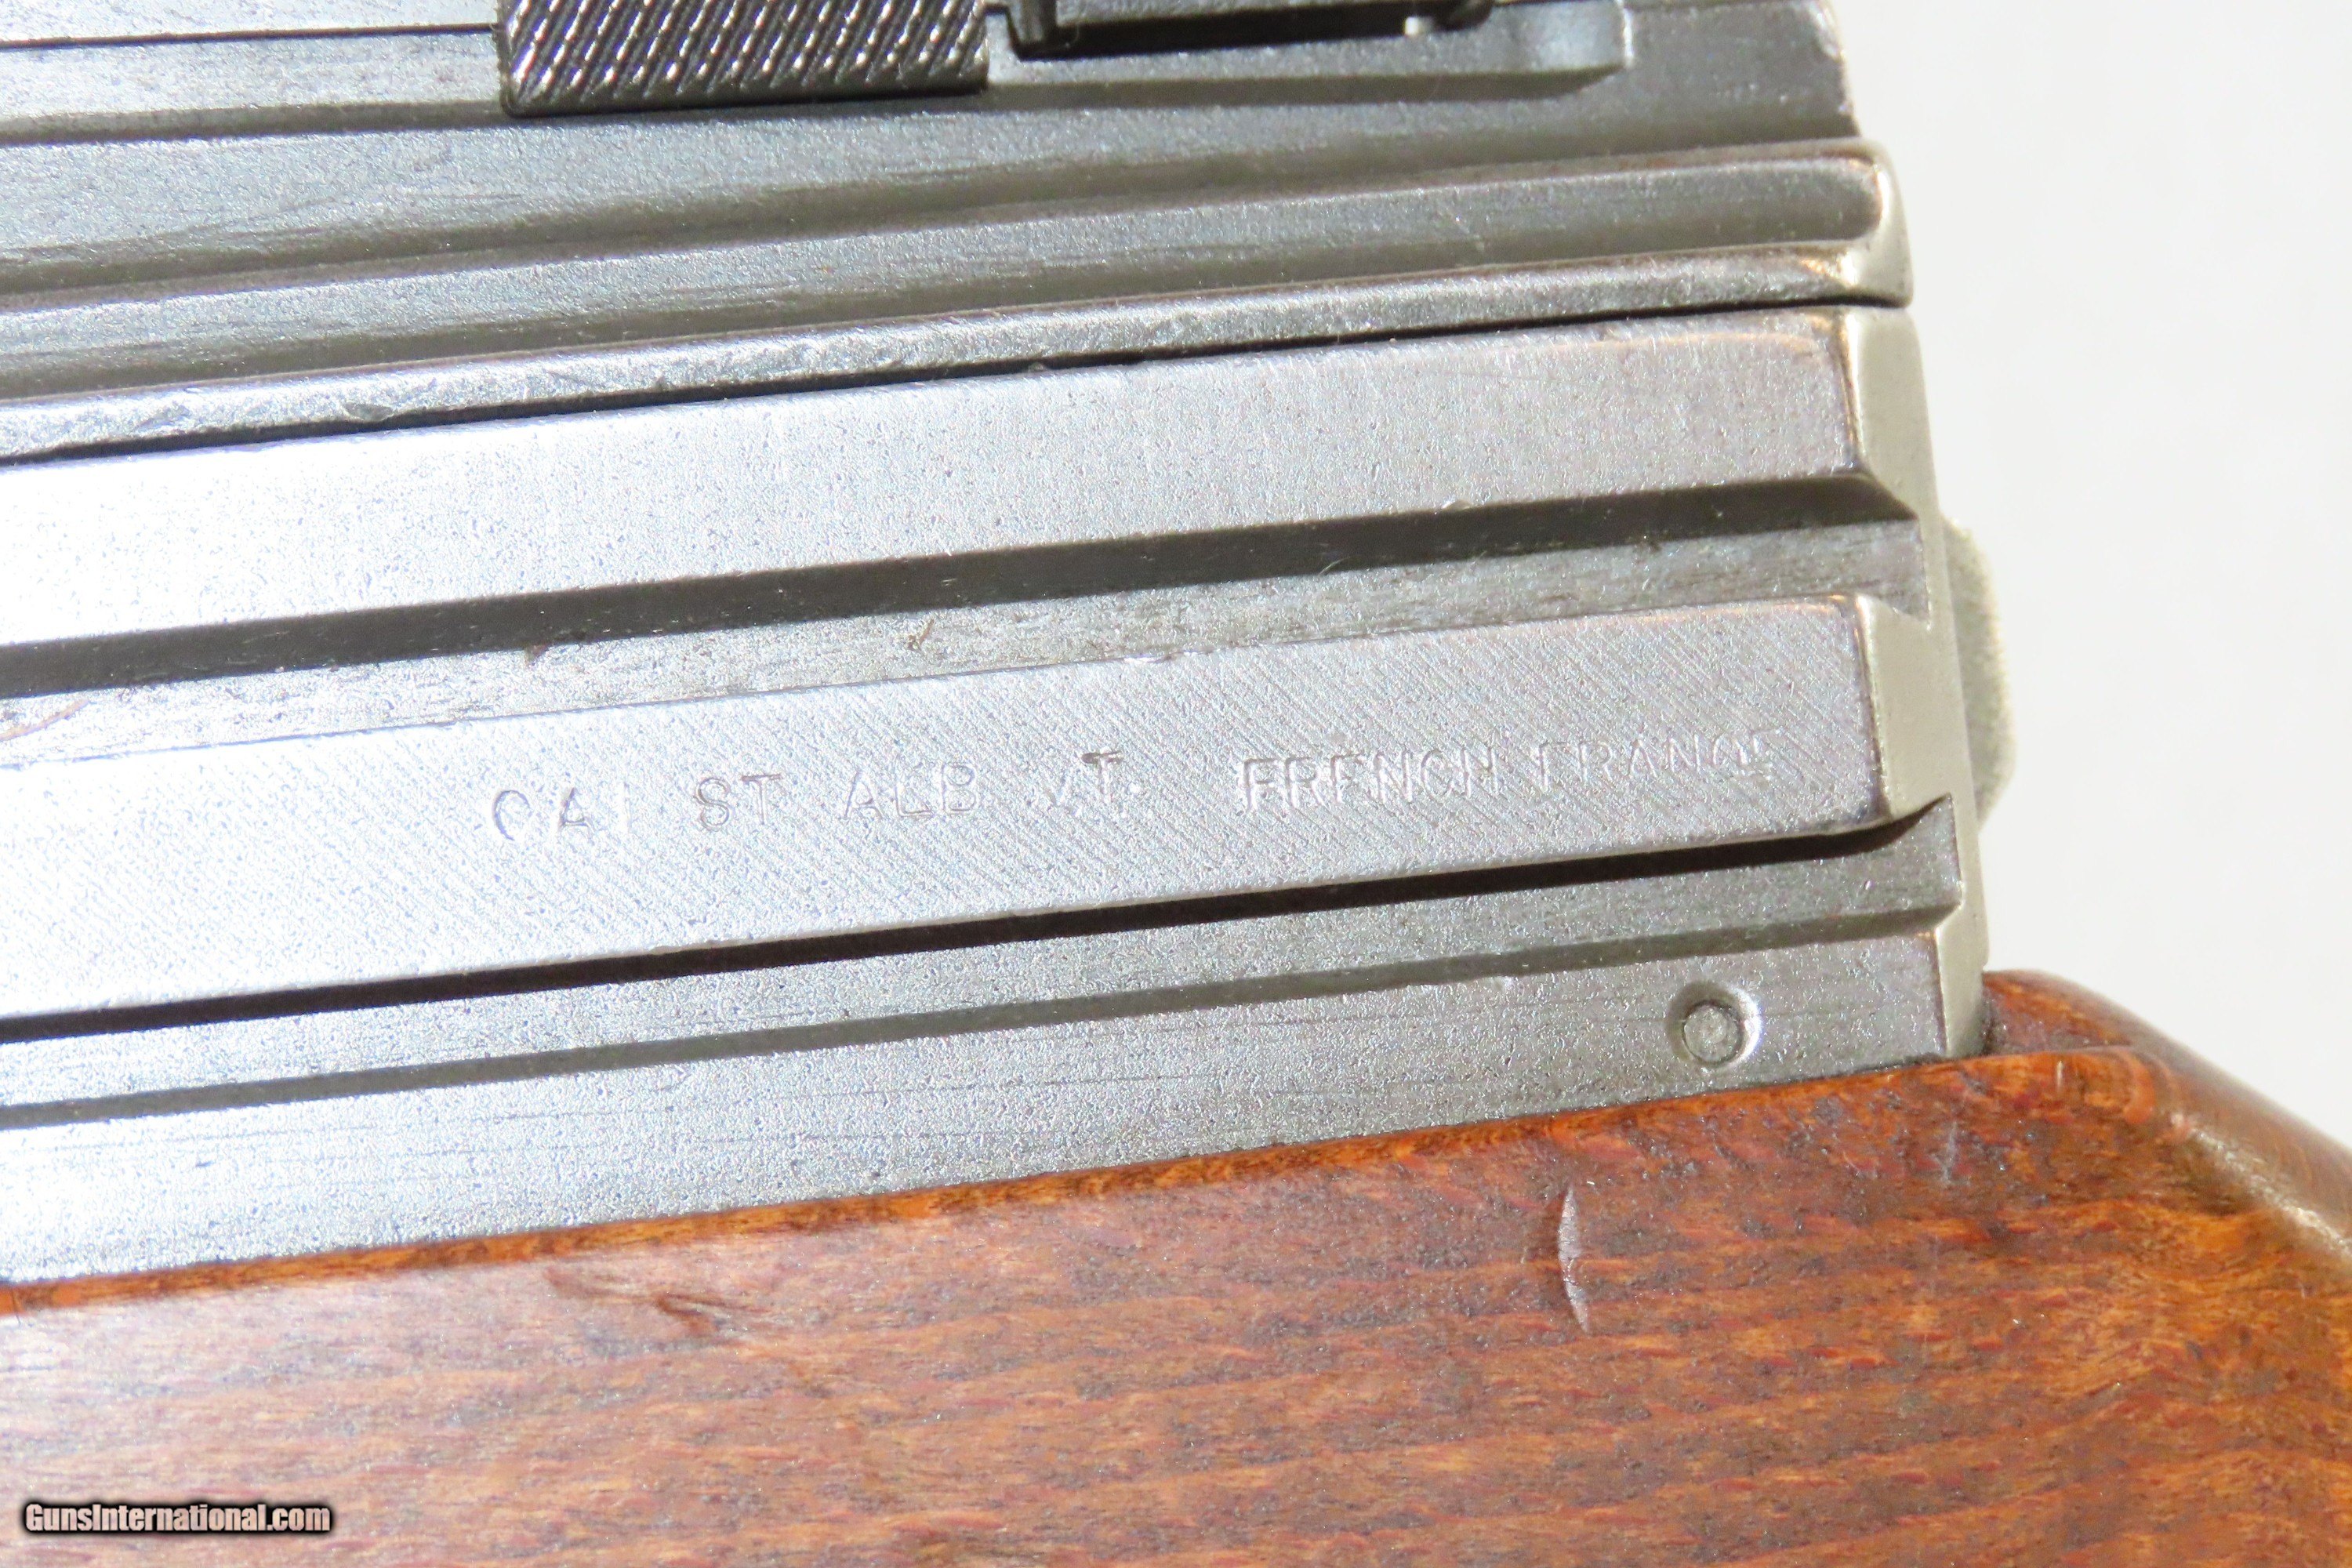 CAI ST ALB VT. FRENCH FRANCE
GunsInternational.com